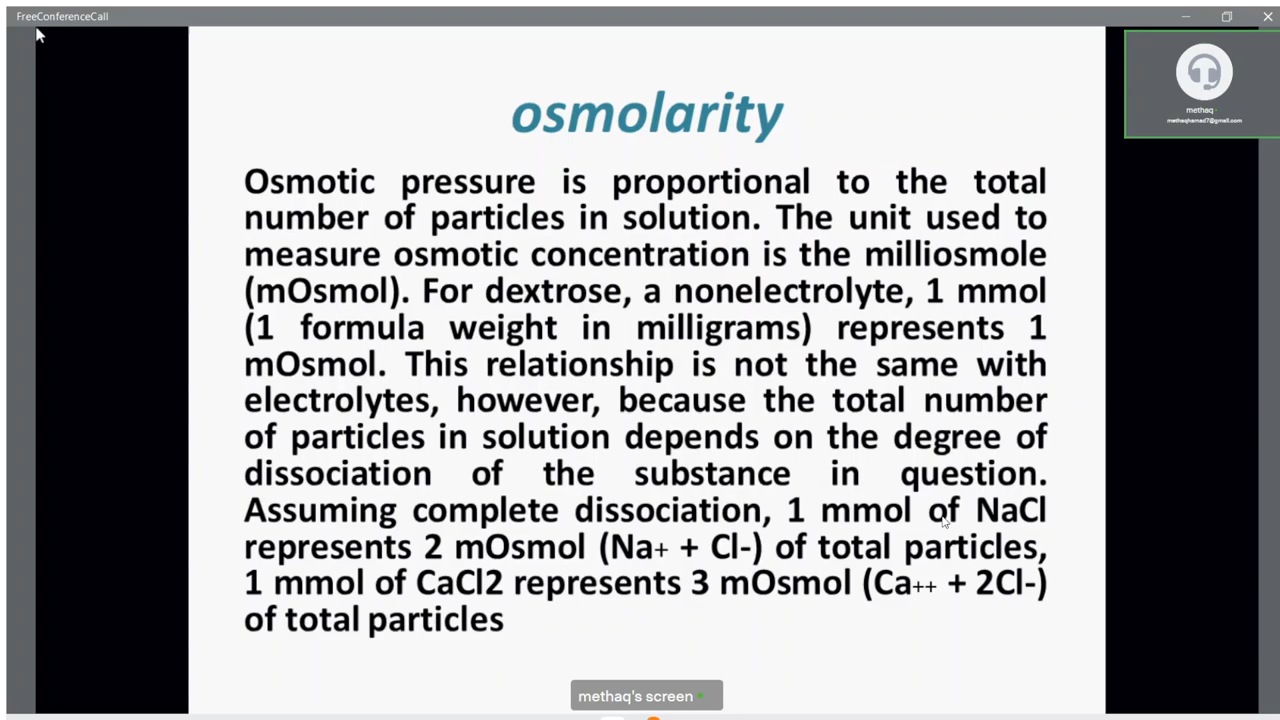 FreeConferenceCall
methaq
methaqhamad7@gmail.com
osmolarity
Osmotic pressure is proportional to the total
number of particles in solution. The unit used to
measure osmotic concentration is the milliosmole
(mOsmol). For dextrose, a nonelectrolyte, 1 mmol
(1 formula weight in milligrams) represents 1
mOsmol. This relationship is not the same with
electrolytes, however, because the total number
of particles in solution depends on the degree of
dissociation of the substance in question.
Assuming complete dissociation, 1 mmol of NaCl
represents 2 mOsmol (Na+ + Cl-) of total particles,
1 mmol of CaCl2 represents 3 mOsmol (Ca++ + 2Cl-)
of total particles
methaq's screen